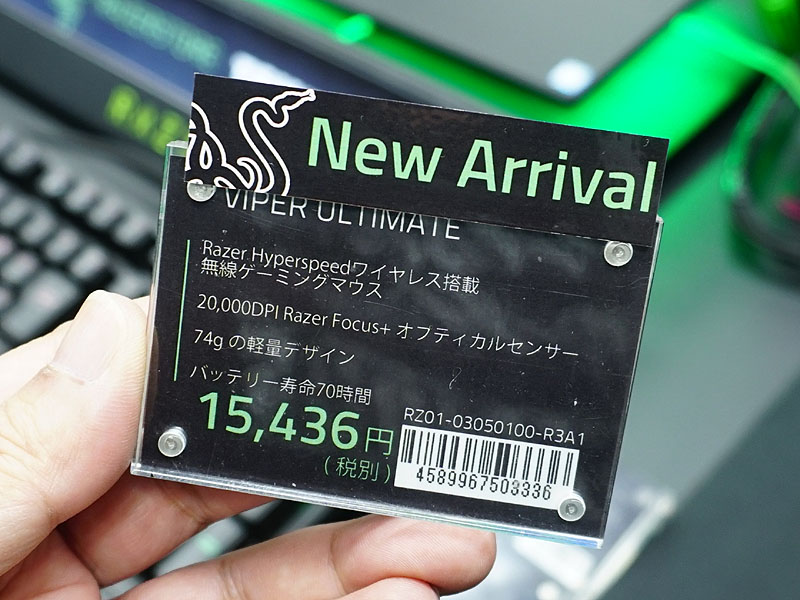 New Arrival
VIPER ULTIMATE
Razer Hyperspeedワイヤレス搭載
無線ゲーミングマウス
20,000DPI Razer Focus+ オプティカルセンサー
74g の軽量デザイン
バッテリー寿命70時間
15,436円
(税別)
RZ01-03050100-R3A1
4589967503336